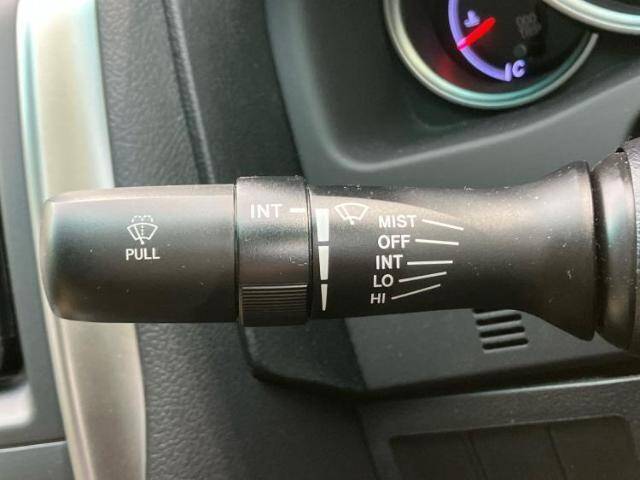 C
INT
MIST
OFF
INT
LO
HI
PULL